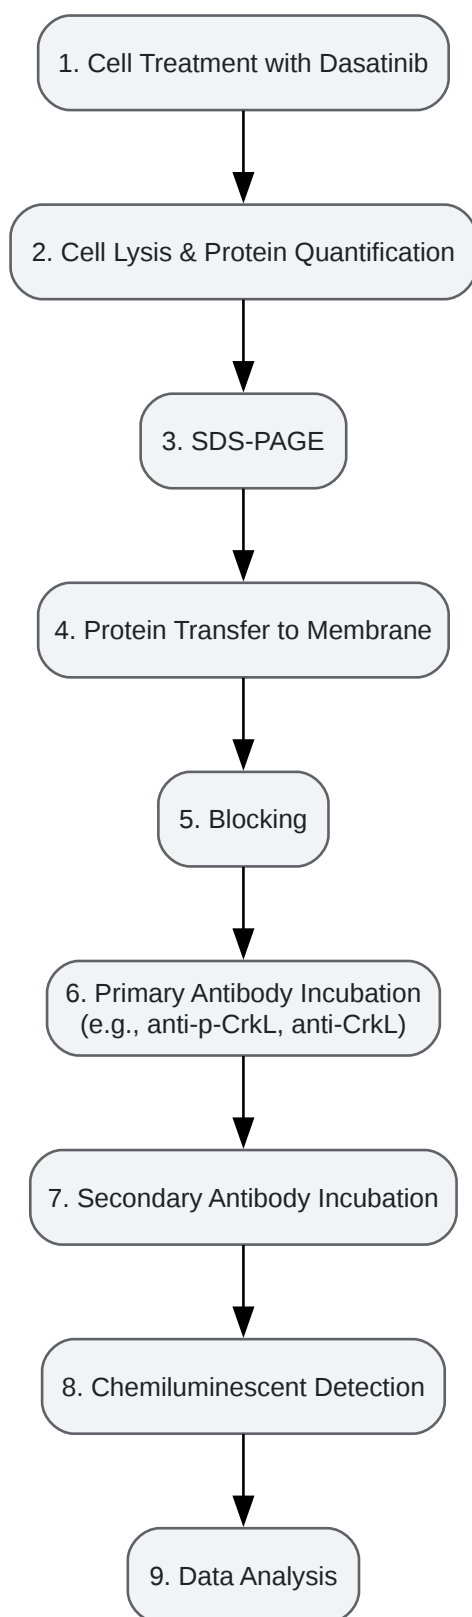 1. Cell Treatment with Dasatinib
2. Cell Lysis & Protein Quantification
3. SDS-PAGE
4. Protein Transfer to Membrane
5. Blocking
6. Primary Antibody Incubation
(e.g., anti-p-CrkL, anti-CrkL)
7. Secondary Antibody Incubation
8. Chemiluminescent Detection
9. Data Analysis